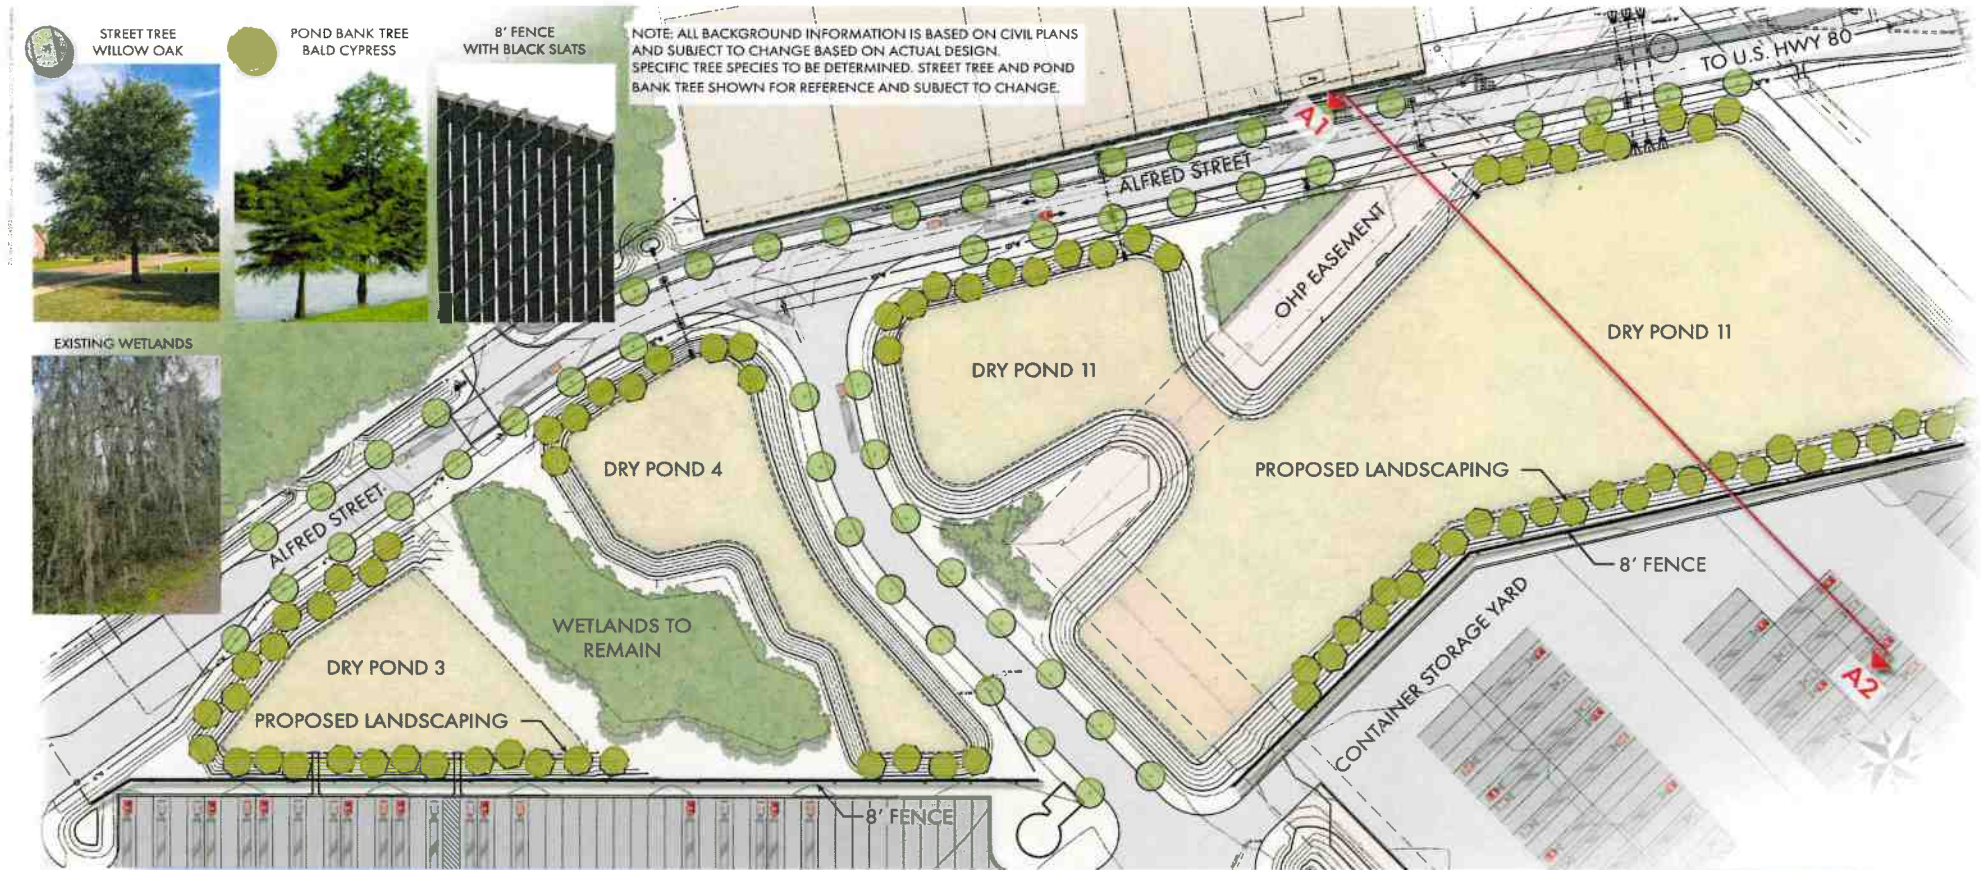 STREET TREE
WILLOW OAK
POND BANK TREE
BALD CYPRESS
8' FENCE
WITH BLACK SLATS
NOTE: ALL BACKGROUND INFORMATION IS BASED ON CIVIL PLANS
AND SUBJECT TO CHANGE BASED ON ACTUAL DESIGN.
SPECIFIC TREE SPECIES TO BE DETERMINED. STREET TREE AND POND
BANK TREE SHOWN FOR REFERENCE AND SUBJECT TO CHANGE.
TO U.S. HWY 80
A1
ALFRED STREET
OHP EASEMENT
EXISTING WETLANDS
DRY POND 11
DRY POND 11
DRY POND 4
PROPOSED LANDSCAPING
ALFRED STREET
8' FENCE
WETLANDS TO
REMAIN
CONTAINER STORAGE YARD
DRY POND 3
A2
PROPOSED LANDSCAPING
8' FENCE